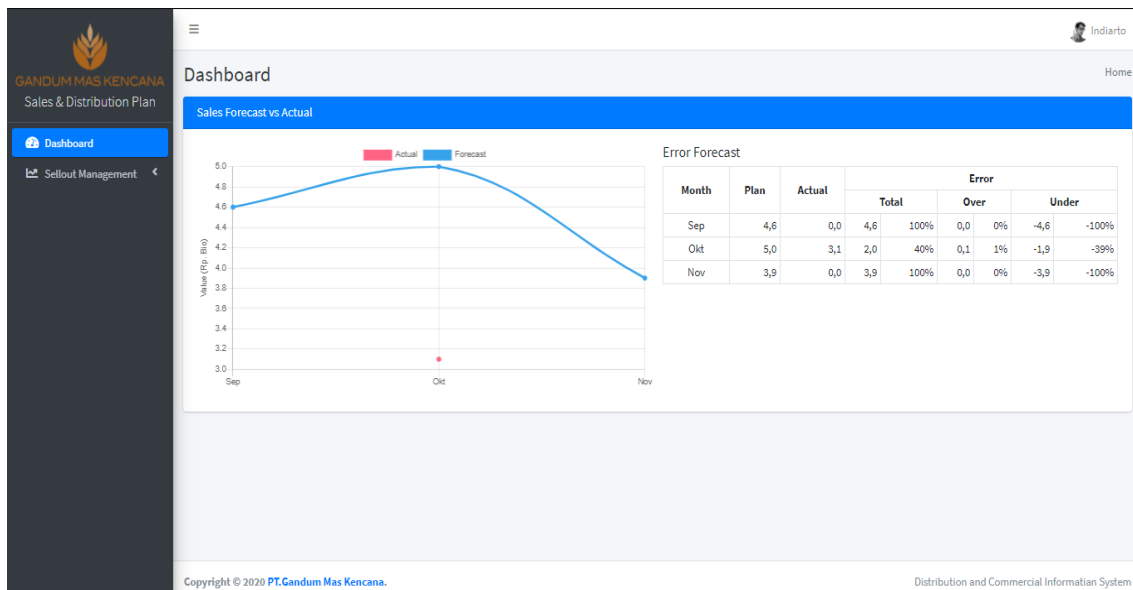 GANDUM MAS KENCANA
Sales & Distribution Plan
Dashboard
Sellout Management
Indiarto
Dashboard
Home
Sales Forecast vs Actual
Actual Forecast
Value (Rp. Bio)
5.0
4.8
4.6
4.4
4.2
4.0
3.8
3.6
3.4
3.2
3.0
Sep Okt Nov
Error Forecast
Month Plan Actual Error
Total Over Under
Sep 4,6 0,0 4,6 100% 0,0 0% -4,6 -100%
Okt 5,0 3,1 2,0 40% 0,1 1% -1,9 -39%
Nov 3,9 0,0 3,9 100% 0,0 0% -3,9 -100%
Copyright © 2020 PT.Gandum Mas Kencana.
Distribution and Commercial Informatian System